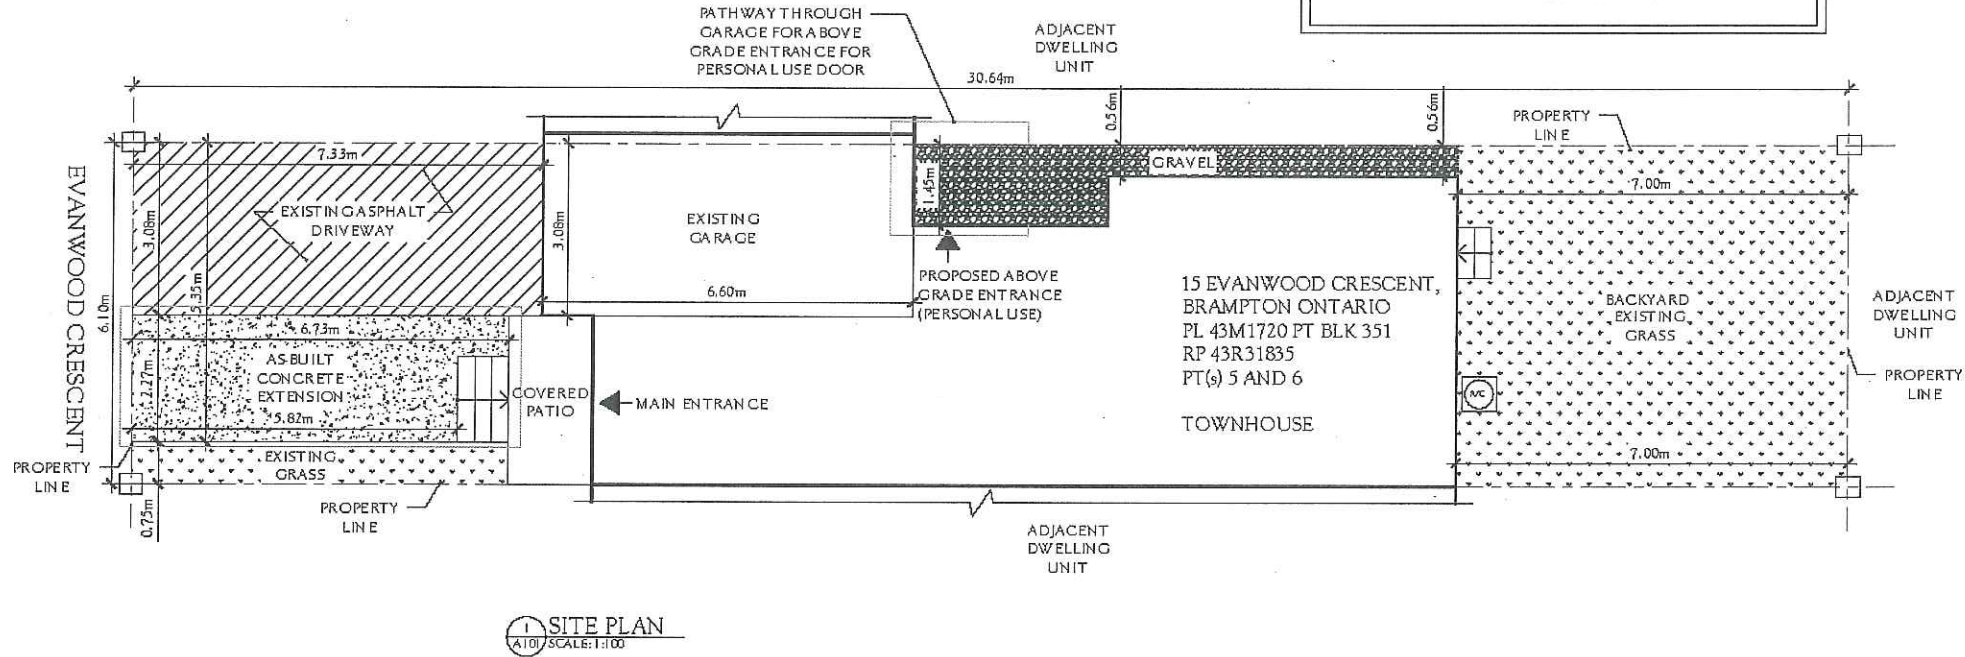 PATHWAY THROUGH
GARAGE FOR ABOVE
GRADE ENTRANCE FOR
PERSONAL USE DOOR
ADJACENT
DWELLING
UNIT
30.64m
0.56m
0.56m
PROPERTY
LINE
7.33m
GRAVEL
7.00m
EVANWOOD CRESCENT
6.10m
3.08m
5.35m
EXISTING ASPHALT
DRIVEWAY
3.08m
EXISTING
GARAGE
6.60m
1.45m
PROPOSED ABOVE
GRADE ENTRANCE
(PERSONAL USE)
15 EVANWOOD CRESCENT,
BRAMPTON ONTARIO
PL 43M1720 PT BLK 351
RP 43R31835
PT(s) 5 AND 6
TOWNHOUSE
BACKYARD
EXISTING
GRASS
ADJACENT
DWELLING
UNIT
6.73m
2.27m
AS-BUILT
CONCRETE
EXTENSION
5.82m
COVERED
PATIO
MAIN ENTRANCE
PROPERTY
LINE
7.00m
PROPERTY
LINE
EXISTING
GRASS
0.75m
PROPERTY
LINE
ADJACENT
DWELLING
UNIT
1
A101
SITE PLAN
SCALE: 1:100